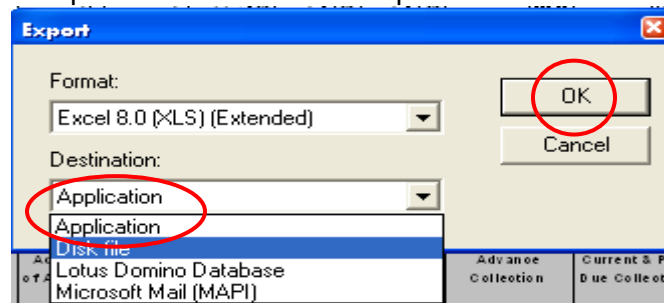 Export
Format:
Excel 8.0 (XLS) (Extended)
OK
Cancel
Destination:
Application
Application
Disk file
Lotus Domino Database
Microsoft Mail (MAPI)
Advance
Collection
Current &
Due